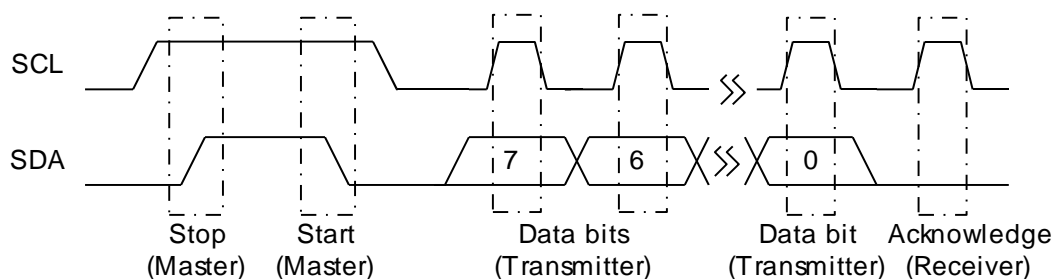 SCL
SDA
7
6
0
Stop
(Master)
Start
(Master)
Data bits
(Transmitter)
Data bit
(Transmitter)
Acknowledge
(Receiver)